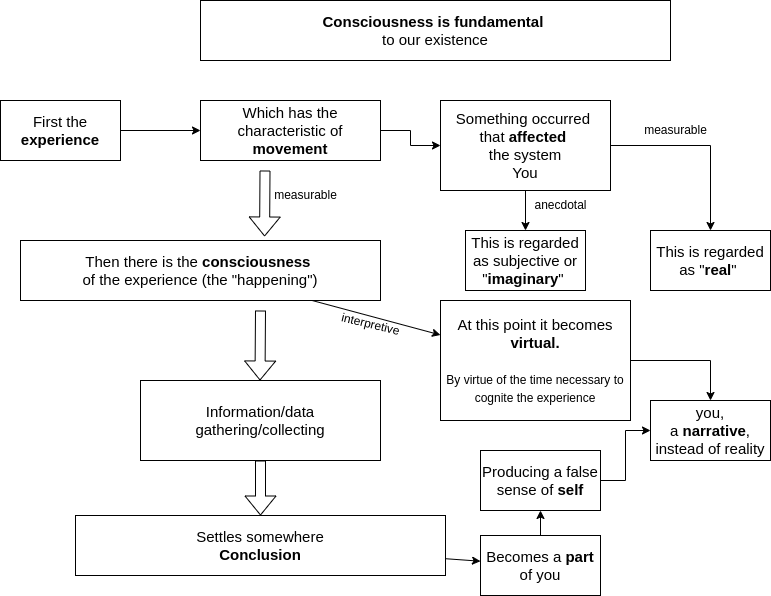 Consciousness is fundamental
to our existence
First the
experience
Which has the
characteristic of
movement
Something occurred
that affected
the system
You
measurable
measurable
anecdotal
This is regarded
as subjective or
"imaginary"
This is regarded
as "real"
Then there is the consciousness
of the experience (the "happening")
interpretive
At this point it becomes
virtual.
By virtue of the time necessary to
cognite the experience
Information/data
gathering/collecting
you,
a narrative,
instead of reality
Producing a false
sense of self
Settles somewhere
Conclusion
Becomes a part
of you